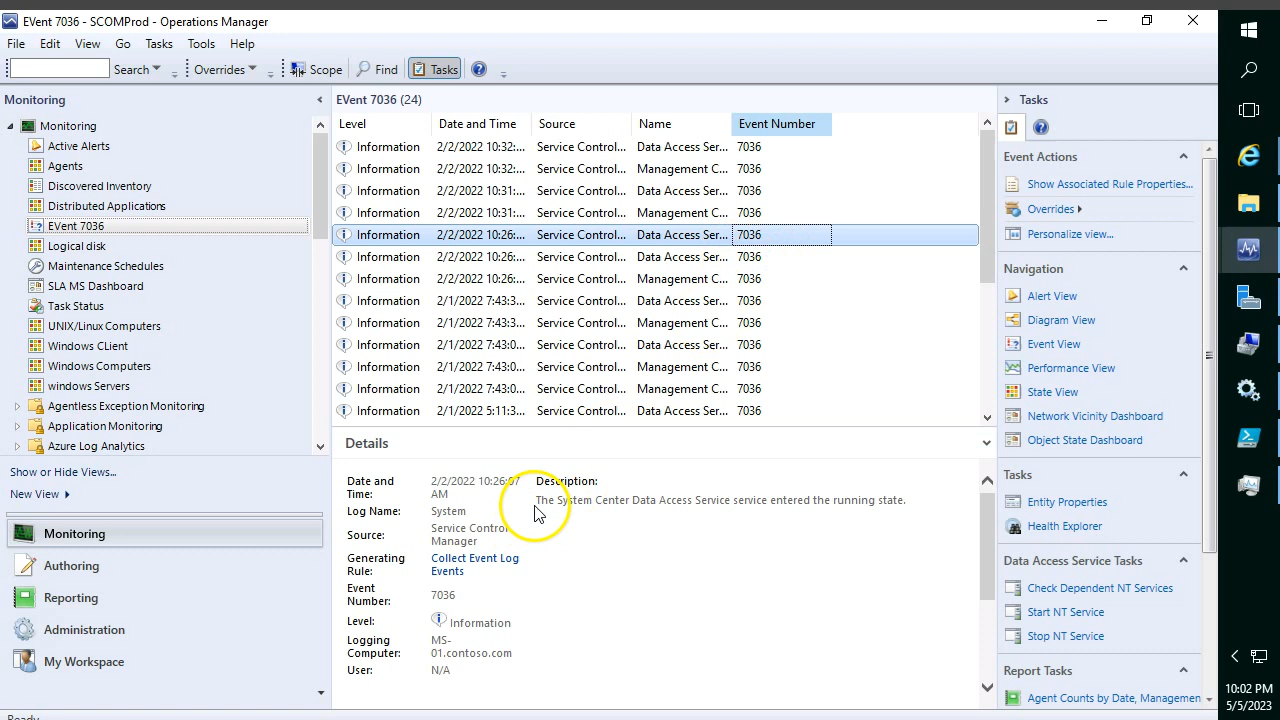 EVent 7036 - SCOMProd - Operations Manager
File Edit View Go Tasks Tools Help
Search Overrides Scope Find Tasks
Monitoring
Monitoring
Active Alerts
Agents
Discovered Inventory
Distributed Applications
EVent 7036
Logical disk
Maintenance Schedules
SLA MS Dashboard
Task Status
UNIX/Linux Computers
Windows CLient
Windows Computers
windows Servers
Agentless Exception Monitoring
Application Monitoring
Azure Log Analytics
Show or Hide Views...
New View
Monitoring
Authoring
Reporting
Administration
My Workspace
EVent 7036 (24)
Level Date and Time Source Name Event Number
Information 2/2/2022 10:32:... Service Control... Data Access Ser... 7036
Information 2/2/2022 10:32:... Service Control... Management C... 7036
Information 2/2/2022 10:31:... Service Control... Data Access Ser... 7036
Information 2/2/2022 10:31:... Service Control... Management C... 7036
Information 2/2/2022 10:26:... Service Control... Data Access Ser... 7036
Information 2/2/2022 10:26:... Service Control... Data Access Ser... 7036
Information 2/2/2022 10:26:... Service Control... Management C... 7036
Information 2/1/2022 7:43:3... Service Control... Data Access Ser... 7036
Information 2/1/2022 7:43:3... Service Control... Management C... 7036
Information 2/1/2022 7:43:0... Service Control... Data Access Ser... 7036
Information 2/1/2022 7:43:0... Service Control... Management C... 7036
Information 2/1/2022 7:43:0... Service Control... Management C... 7036
Information 2/1/2022 5:11:3... Service Control... Data Access Ser... 7036
Details
Date and Time: 2/2/2022 10:26:07 AM
Log Name: System
Source: Service Control Manager
Generating Rule: Collect Event Log Events
Event Number: 7036
Level: Information
Logging Computer: MS-01.contoso.com
User: N/A
Description:
The System Center Data Access Service service entered the running state.
Tasks
Event Actions
Show Associated Rule Properties...
Overrides
Personalize view...
Navigation
Alert View
Diagram View
Event View
Performance View
State View
Network Vicinity Dashboard
Object State Dashboard
Tasks
Entity Properties
Health Explorer
Data Access Service Tasks
Check Dependent NT Services
Start NT Service
Stop NT Service
Report Tasks
Agent Counts by Date, Managemen
10:02 PM
5/5/2023